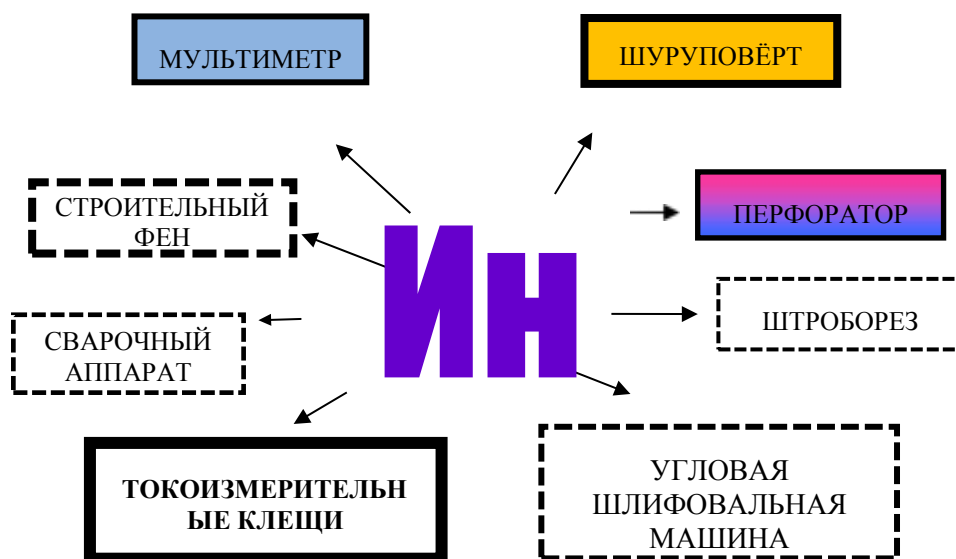 МУЛЬТИМЕТР
ШУРУПОВЁРТ
СТРОИТЕЛЬНЫЙ
ФЕН
ПЕРФОРАТОР
Ин
СВАРОЧНЫЙ
АППАРАТ
ШТРОБОРЕЗ
ТОКОИЗМЕРИТЕЛЬН
ЫЕ КЛЕЩИ
УГЛОВАЯ
ШЛИФОВАЛЬНАЯ
МАШИНА